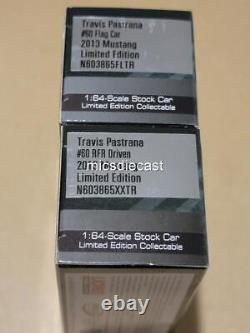 Travis Pastrana
#60 Flag Car
2013 Mustang
Limited Edition
N603865FLTR
1:64-Scale Stock Car
Limited Edition Collectable
micsdiecast
Travis Pastrana
#60 RFR Driven
Limited Edition
N603865XXTR
1:64-Scale Stock Car
Limited Edition Collectable